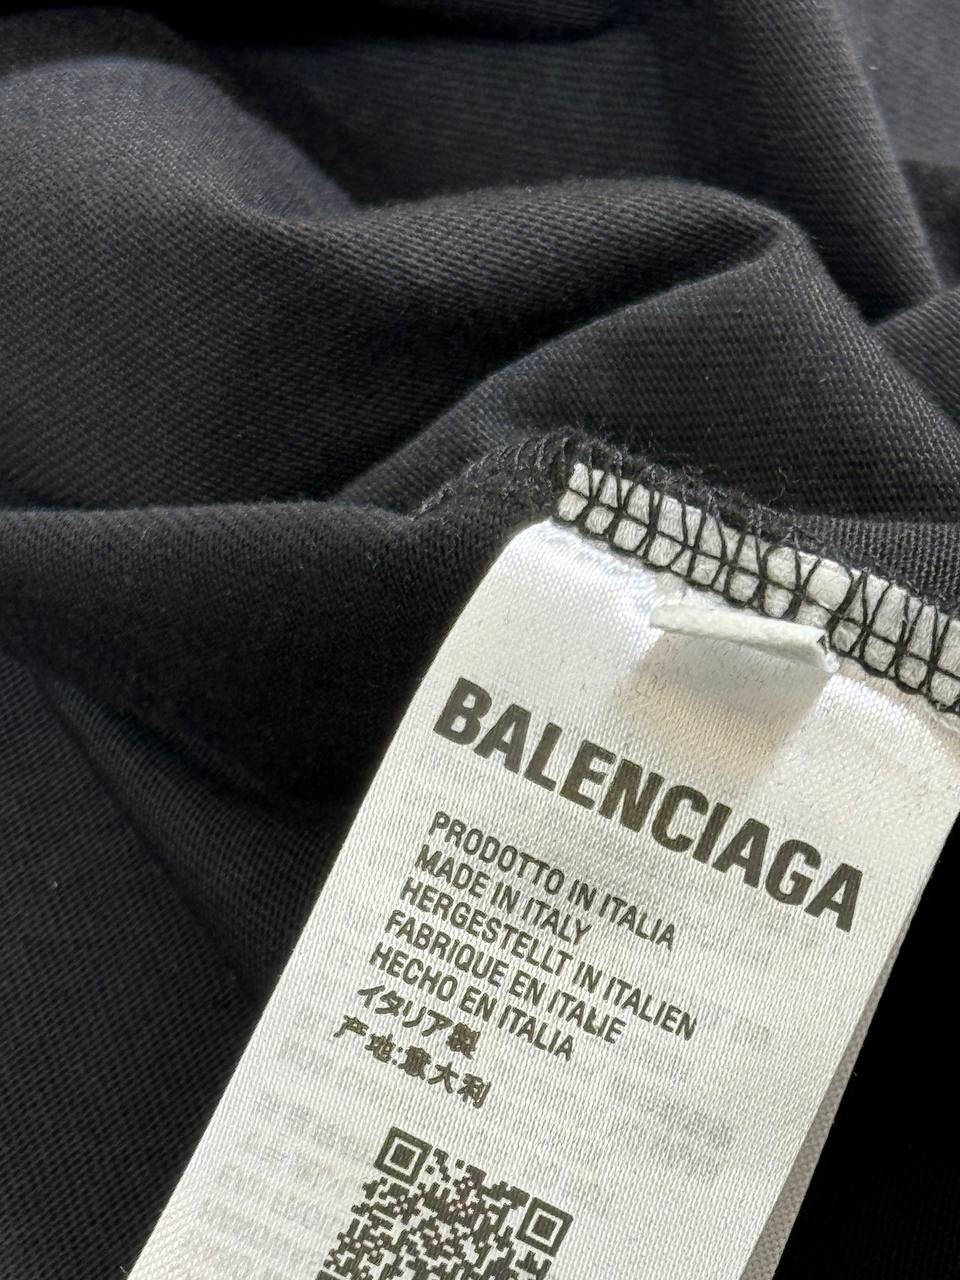 BALENCIAGA
PRODOTTO IN ITALIA
MADE IN ITALY
HERGESTELLT IN ITALIEN
FABRIQUE EN ITALIE
HECHO EN ITALIA
イタリア製
产地:意大利